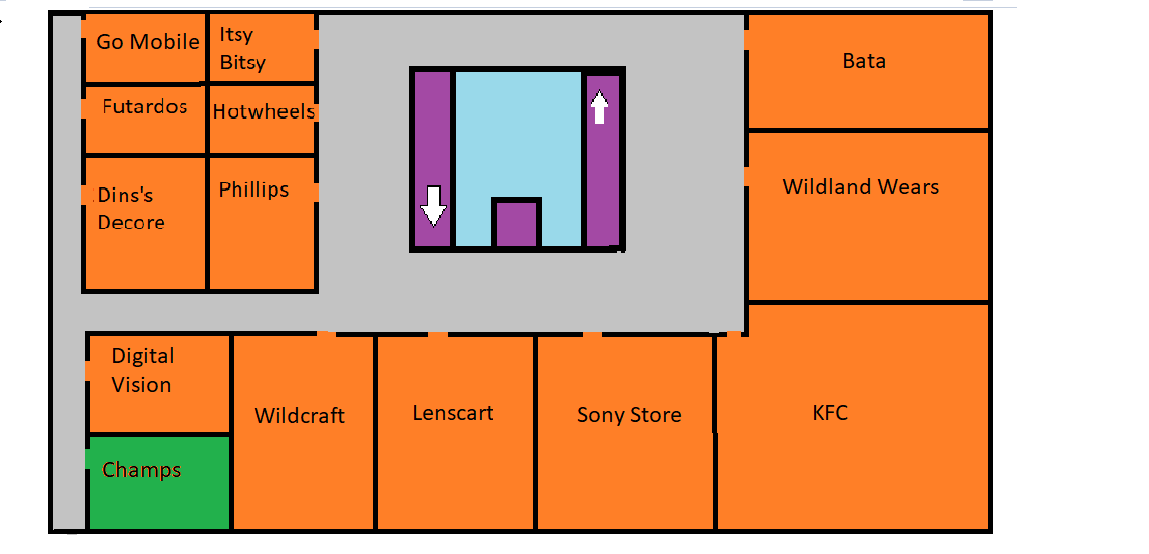 Go Mobile
Itsy
Bitsy
Bata
Futardos
Hotwheels
Wildland Wears
Dins's
Decore
Phillips
Digital
Vision
Wildcraft
Lenscart
Sony Store
KFC
Champs